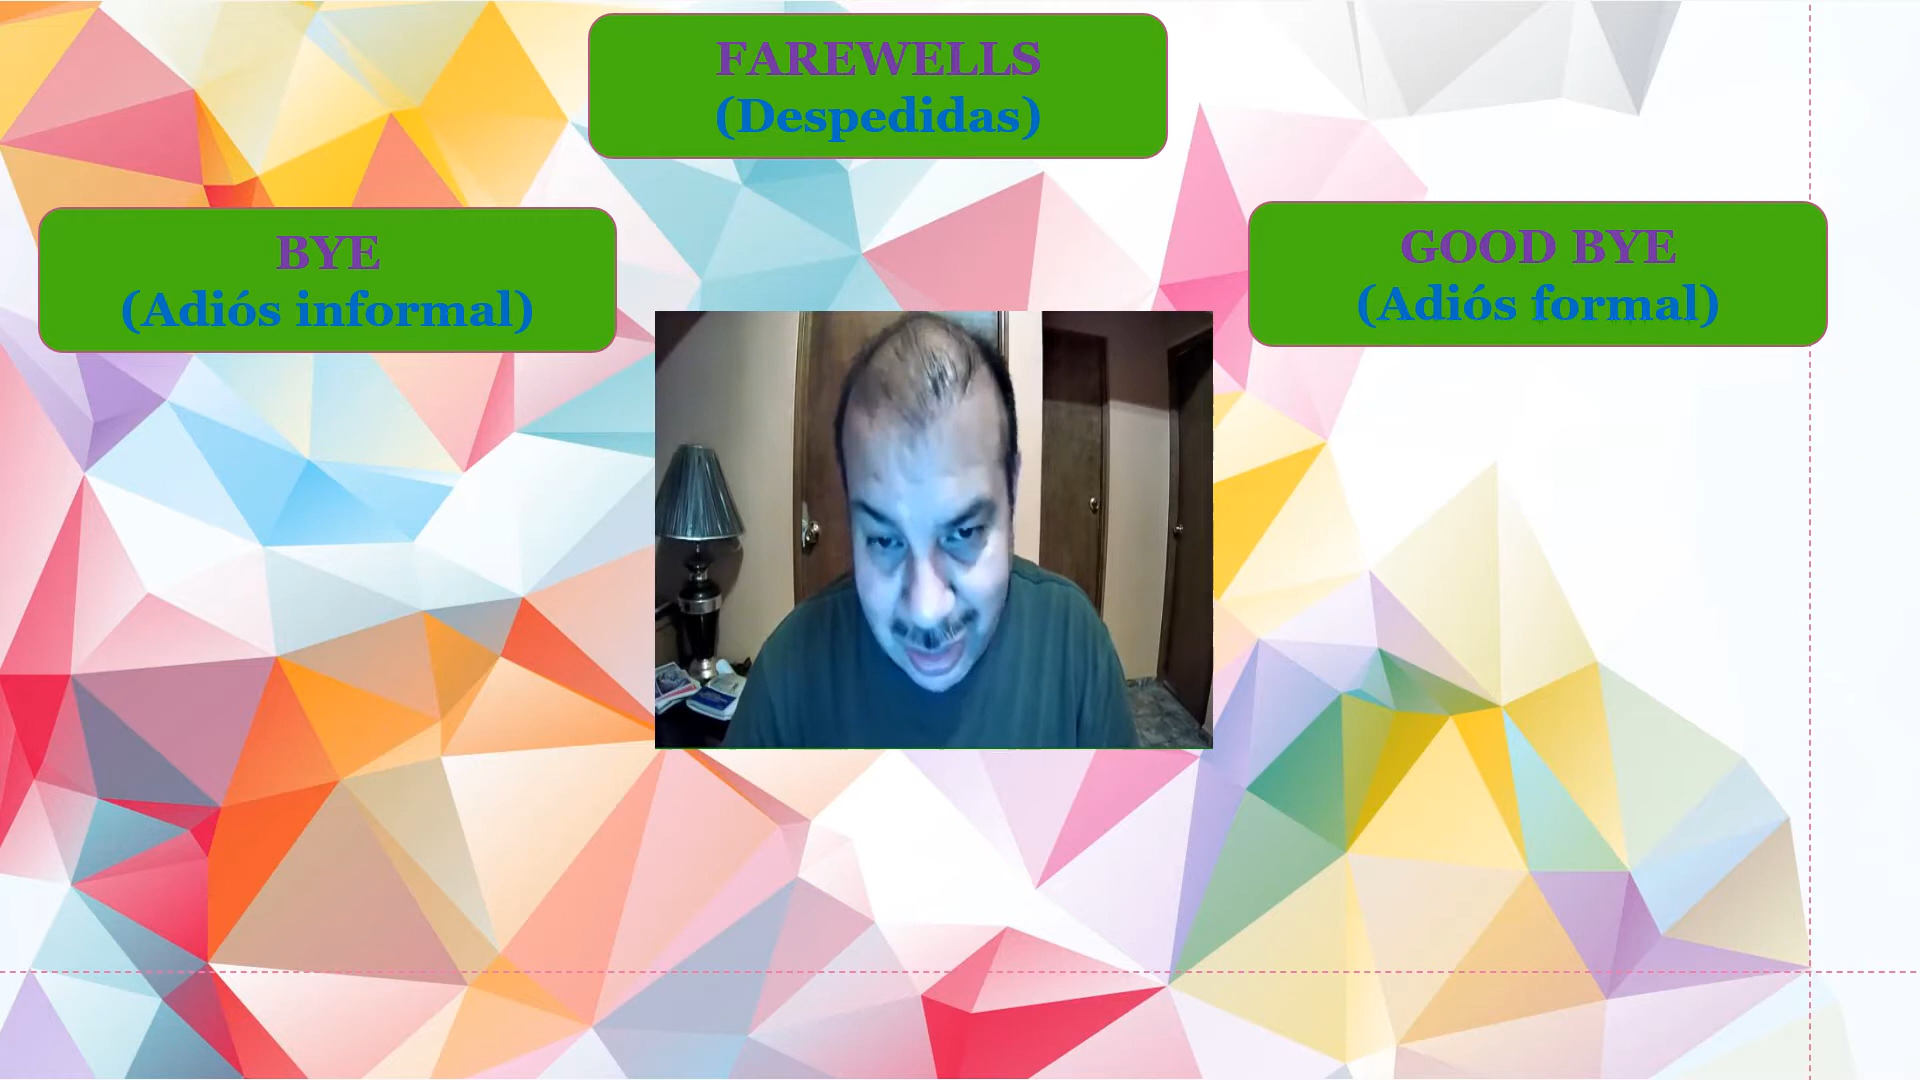 FAREWELLS
(Despedidas)
BYE
(Adiós informal)
GOOD BYE
(Adiós formal)